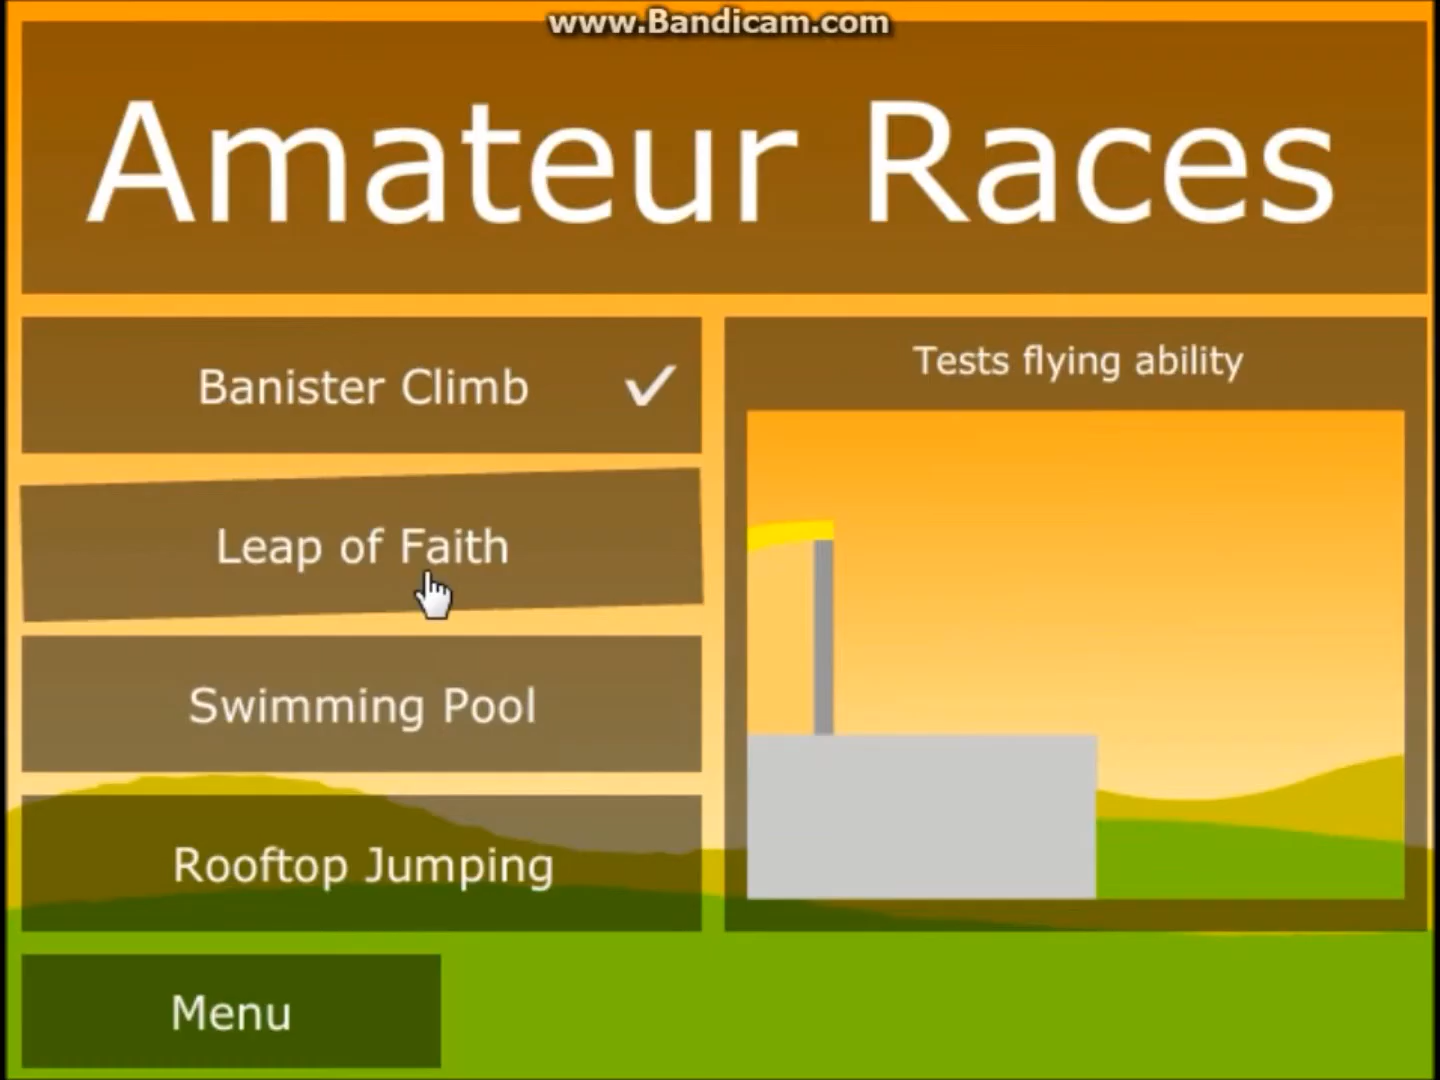 www.Bandicam.com
Amateur Races
Banister Climb
Tests flying ability
Leap of Faith
Swimming Pool
Rooftop Jumping
Menu